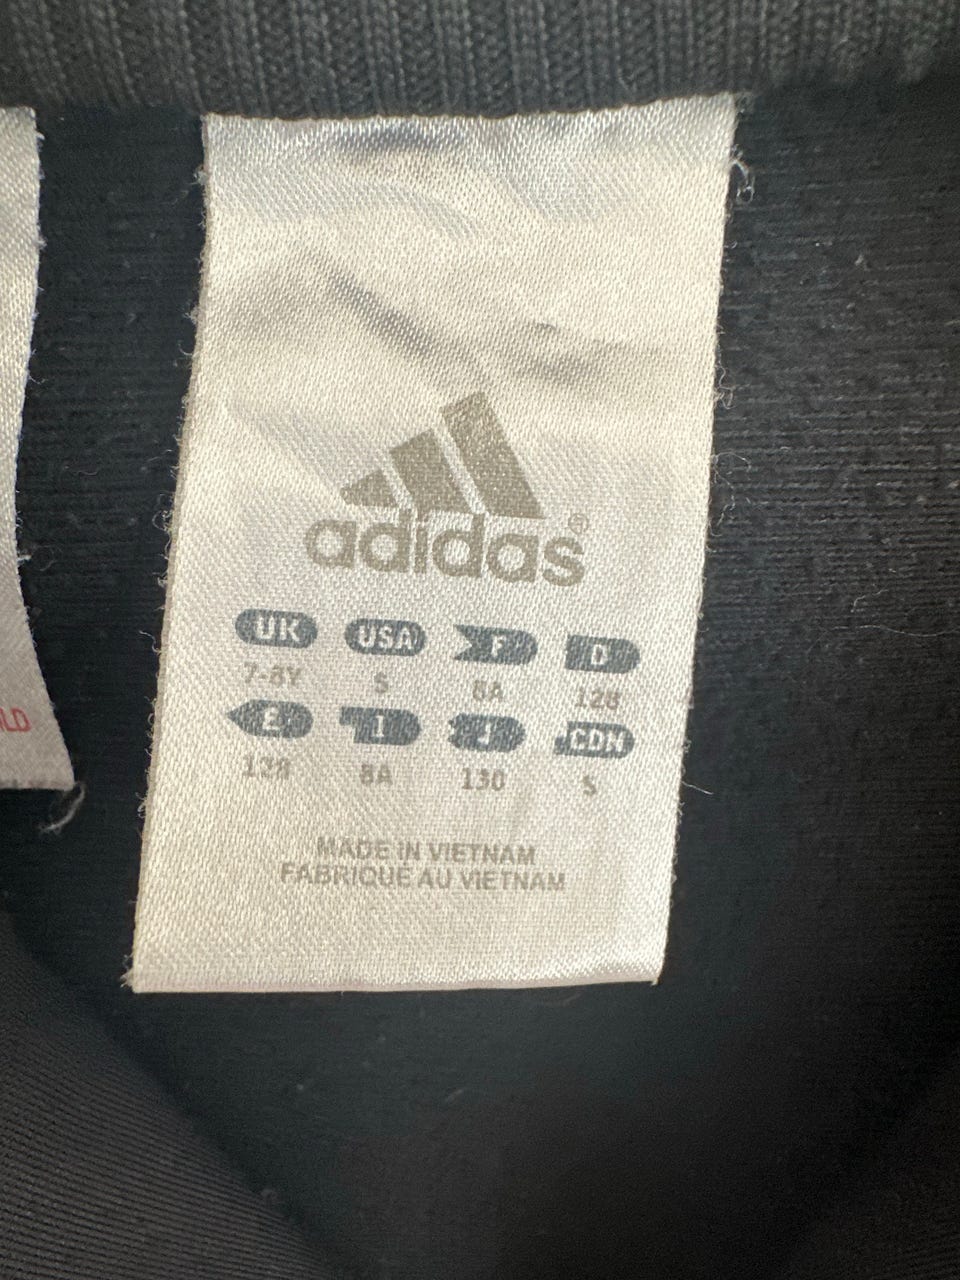 adidas®
UK USA F D
7-8Y S 8A 128
E I J CDN
128 8A 130 S
MADE IN VIETNAM
FABRIQUE AU VIETNAM